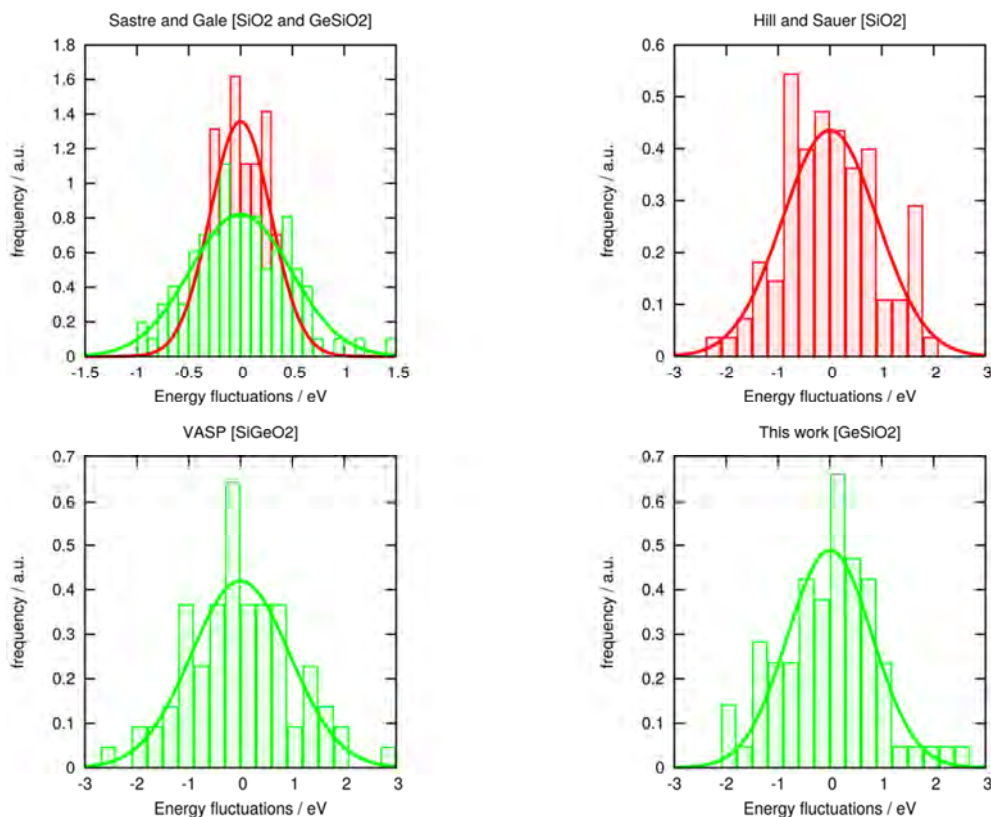 Sastre and Gale [SiO2 and GeSiO2]
frequency / a.u.
1.8
1.6
1.4
1.2
1
0.8
0.6
0.4
0.2
0
-1.5 -1 -0.5 0 0.5 1 1.5
Energy fluctuations / eV
Hill and Sauer [SiO2]
frequency / a.u.
0.6
0.5
0.4
0.3
0.2
0.1
0
-3 -2 -1 0 1 2 3
Energy fluctuations / eV
VASP [SiGeO2]
frequency / a.u.
0.7
0.6
0.5
0.4
0.3
0.2
0.1
0
-3 -2 -1 0 1 2 3
Energy fluctuations / eV
This work [GeSiO2]
frequency / a.u.
0.7
0.6
0.5
0.4
0.3
0.2
0.1
0
-3 -2 -1 0 1 2 3
Energy fluctuations / eV